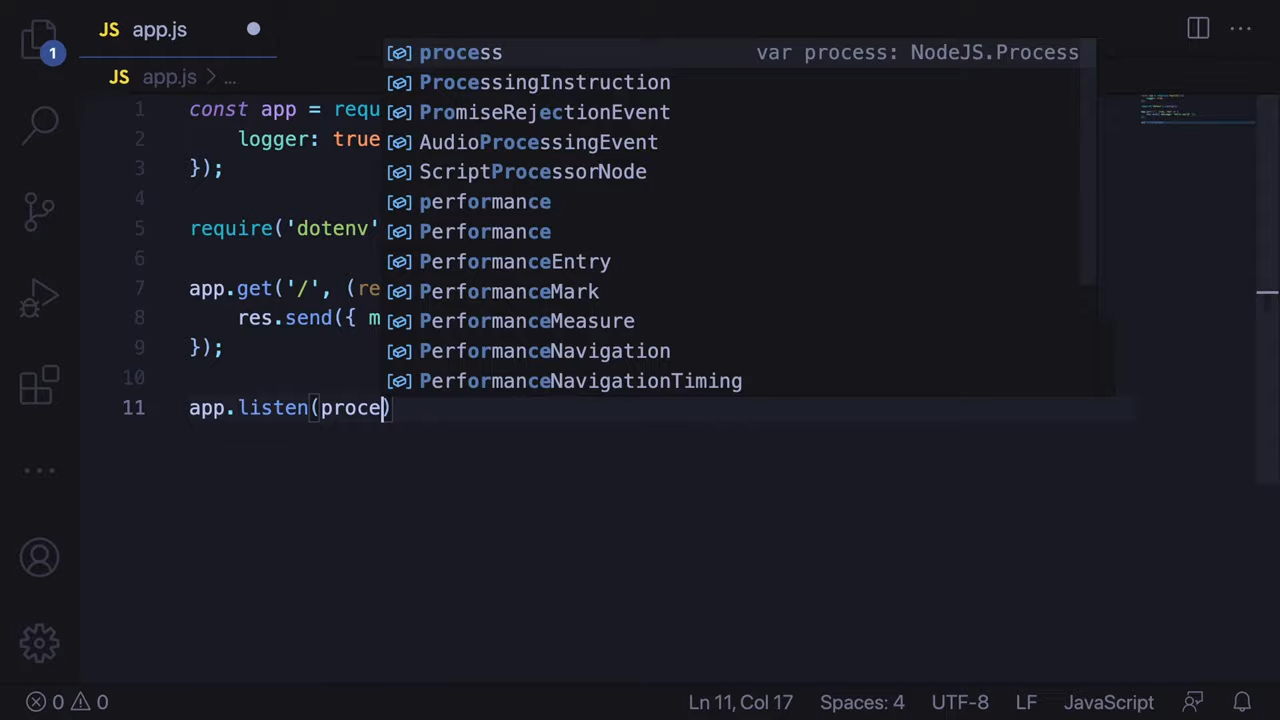 JS app.js
1
JS app.js > ...
process var process: NodeJS.Process
ProcessingInstruction
PromiseRejectionEvent
AudioProcessingEvent
ScriptProcessorNode
performance
Performance
PerformanceEntry
PerformanceMark
PerformanceMeasure
PerformanceNavigation
PerformanceNavigationTiming
1 const app = requ
2 logger: true
3 });
4
5 require('dotenv'
6
7 app.get('/', (re
8 res.send({ m
9 });
10
11 app.listen(proce)
0 0 Ln 11, Col 17 Spaces: 4 UTF-8 LF JavaScript